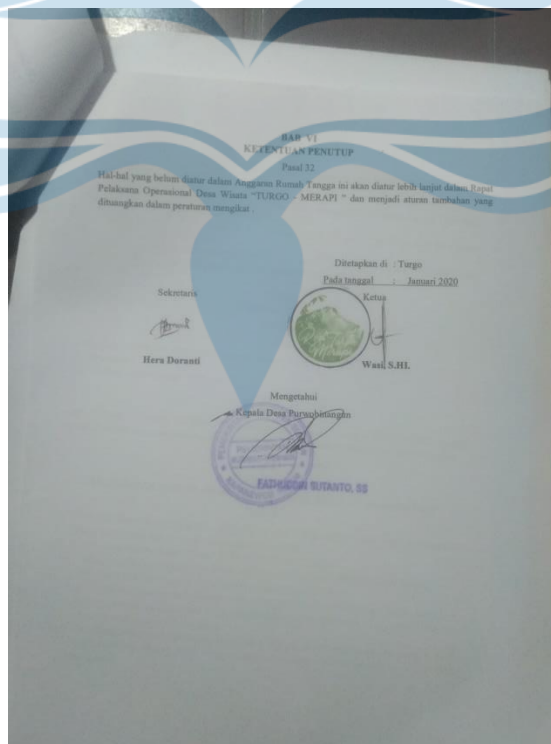 BAB VI
KETENTUAN PENUTUP
Pasal 32
Hal-hal yang belum diatur dalam Anggaran Rumah Tangga ini akan diatur lebih lanjut dalam Rapat
Pelaksana Operasional Desa Wisata "TURGO - MERAPI " dan menjadi aturan tambahan yang
dituangkan dalam peraturan mengikat .
Ditetapkan di : Turgo
Pada tanggal : Januari 2020
Sekretaris
Ketua
Hera Doranti
Wasi, S.HI.
Mengetahui
Kepala Desa Purwobinangun
SUTANTO, SS